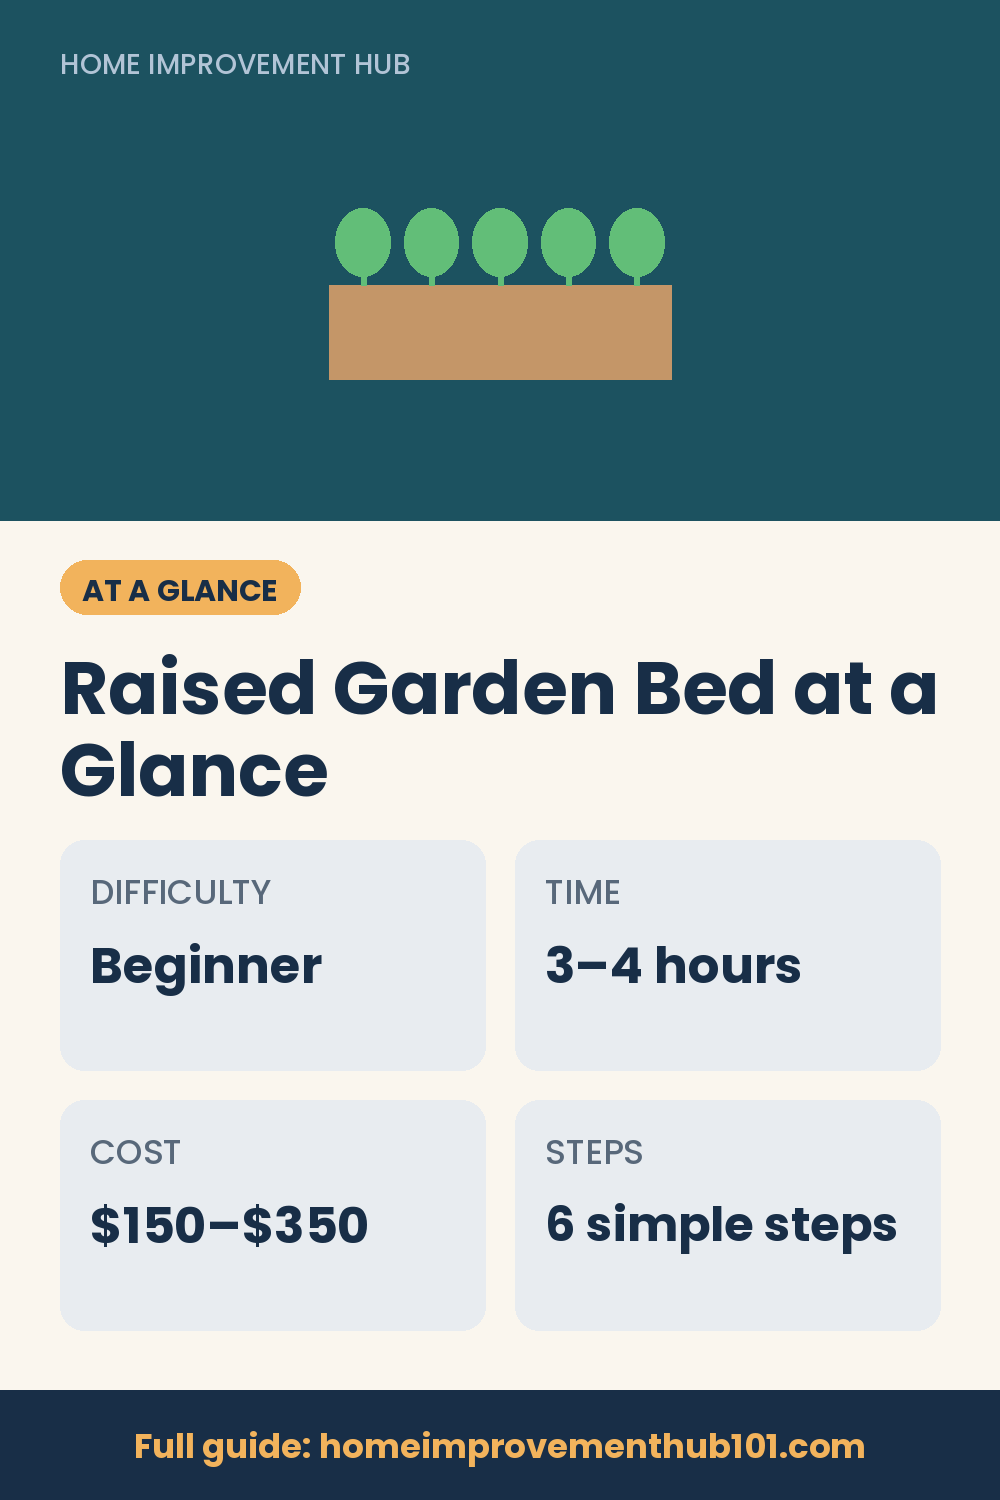 HOME IMPROVEMENT HUB
AT A GLANCE
Raised Garden Bed at a
Glance
DIFFICULTY
Beginner
TIME
3–4 hours
COST
$150–$350
STEPS
6 simple steps
Full guide: homeimprovementhub101.com